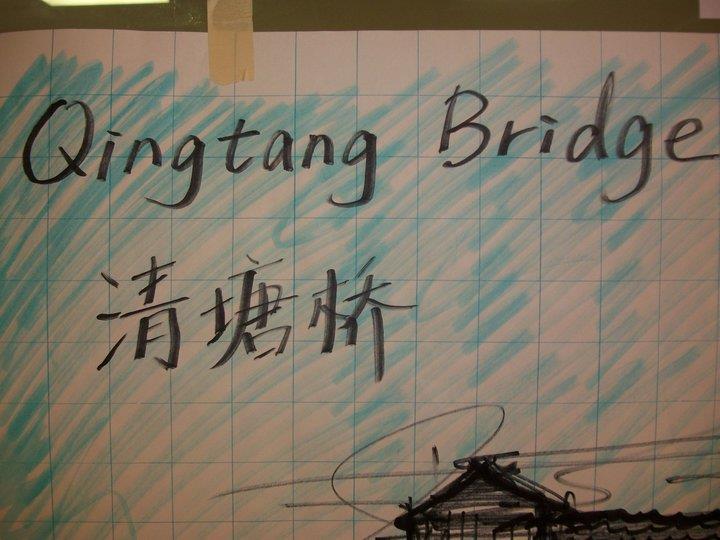 Qingtang Bridge
清塘桥